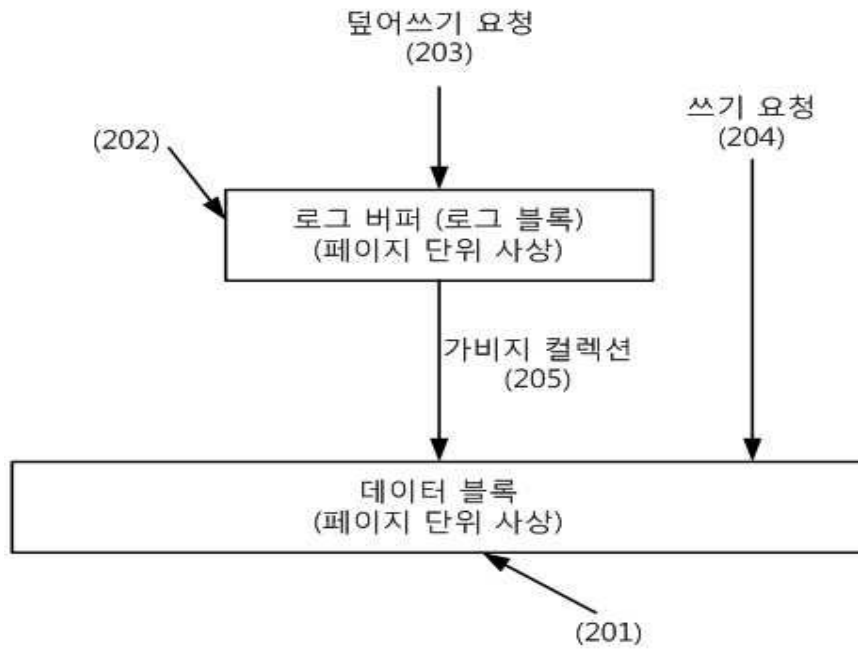 덮어쓰기 요청
(203)
쓰기 요청
(204)
(202)
로그 버퍼 (로그 블록)
(페이지 단위 사상)
가비지 컬렉션
(205)
데이터 블록
(페이지 단위 사상)
(201)